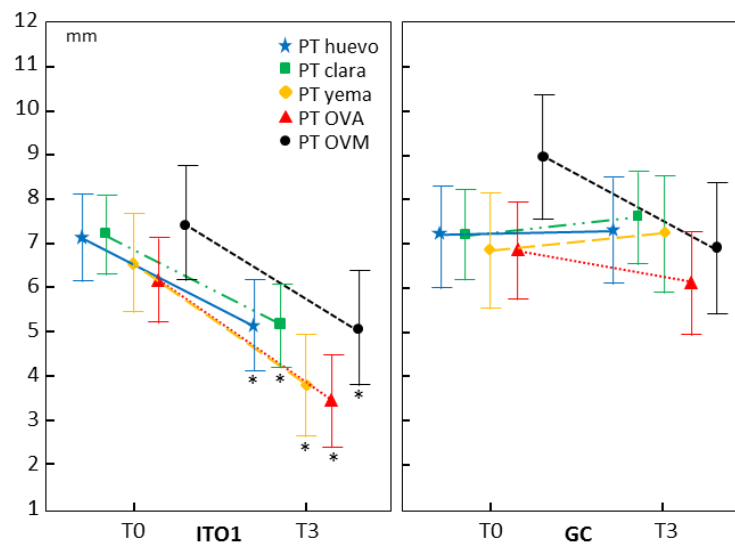 12
11
10
9
8
7
6
5
4
3
2
1
mm
PT huevo
PT clara
PT yema
PT OVA
PT OVM
* * * * *
T0 ITO1 T3
T0 GC T3